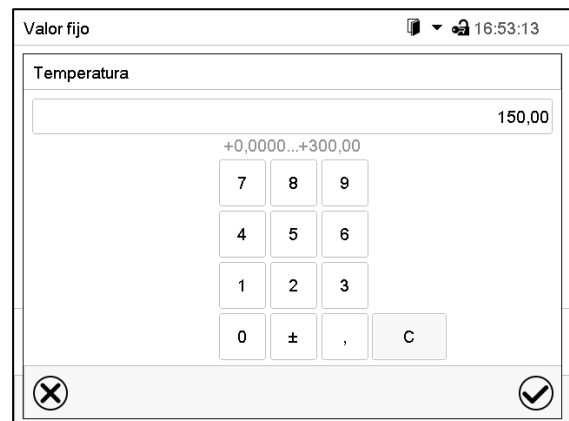 Valor fijo 16:53:13
Temperatura
150,00
+0,0000...+300,00
7 8 9
4 5 6
1 2 3
0 ± , C